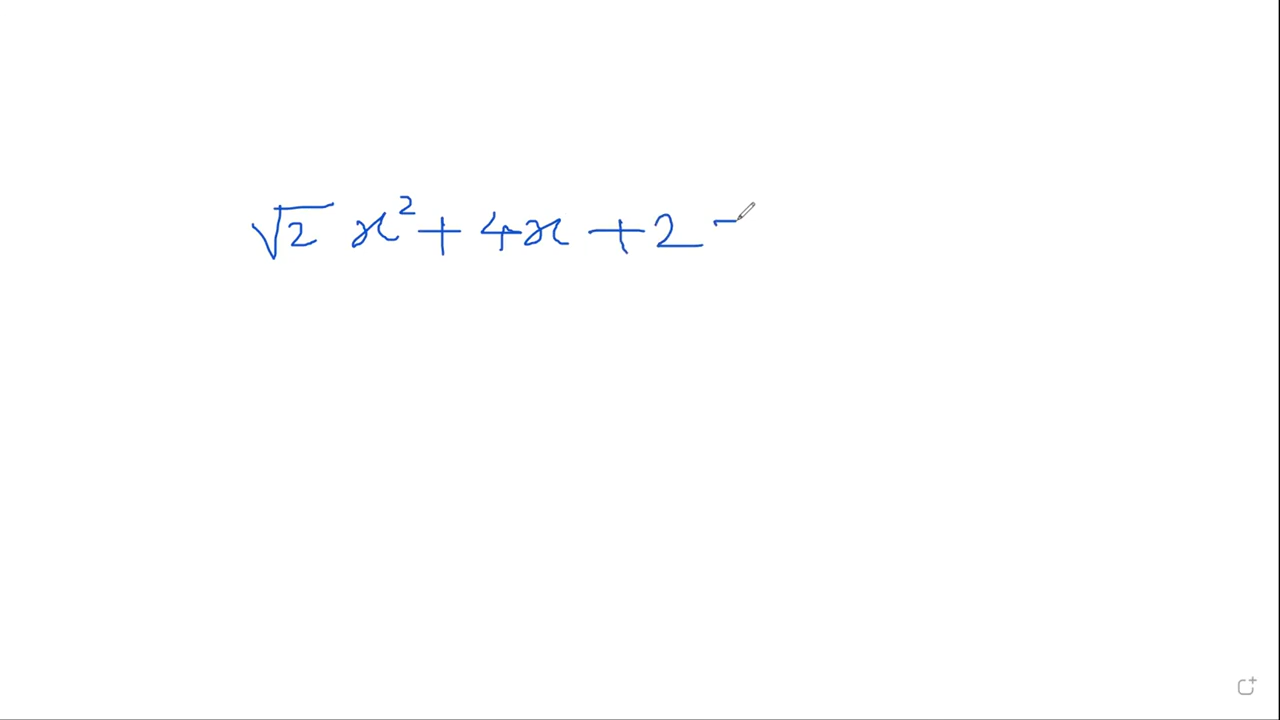 √2 x² + 4x + 2 -